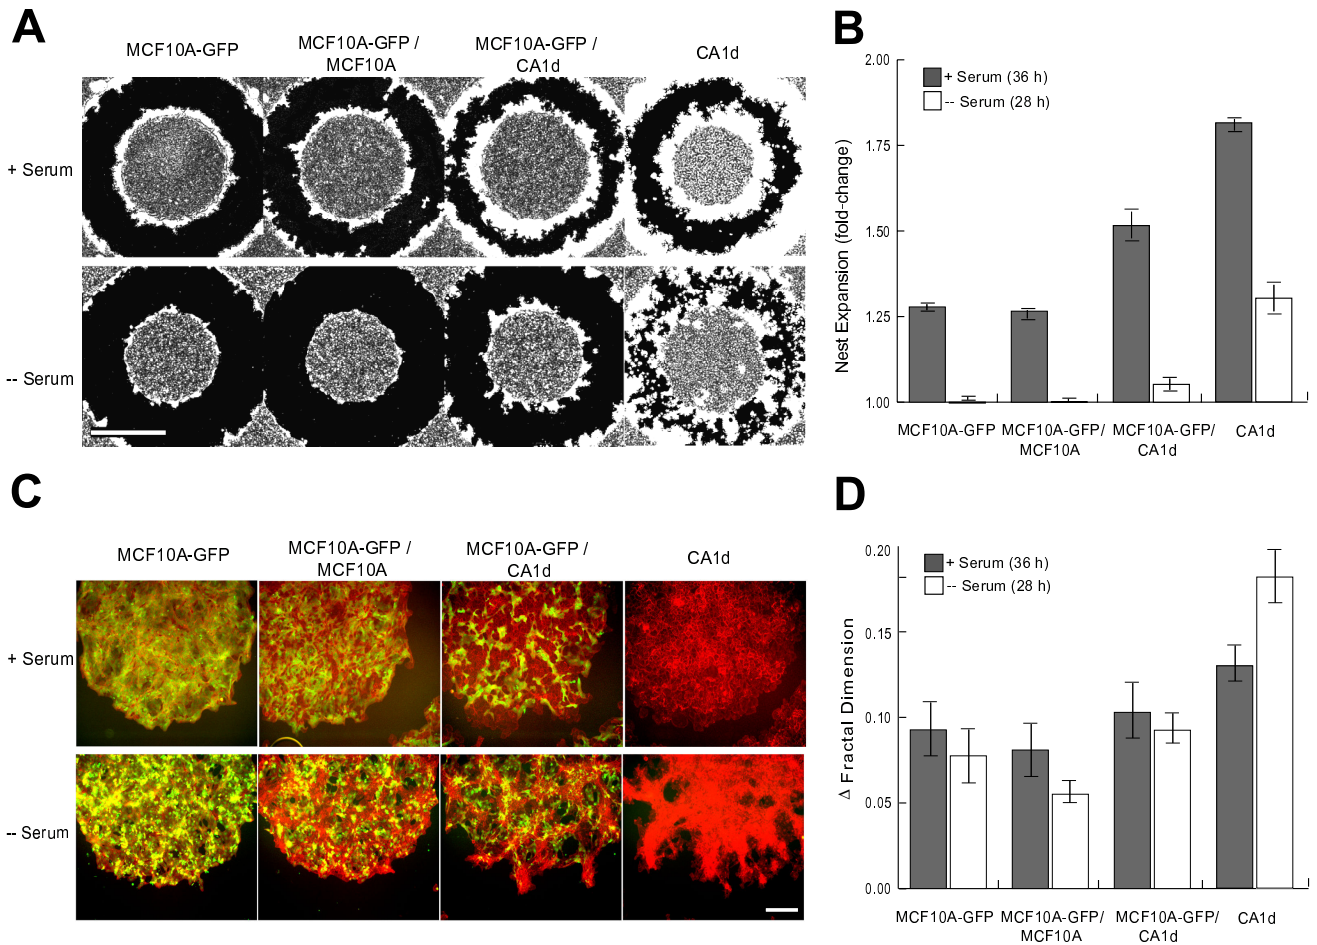 A
MCF10A-GFP
MCF10A-GFP /
MCF10A
MCF10A-GFP /
CA1d
CA1d
+ Serum
-- Serum
B
2.00
1.75
1.50
1.25
1.00
Nest Expansion (fold-change)
+ Serum (36 h)
-- Serum (28 h)
MCF10A-GFP
MCF10A-GFP/
MCF10A
MCF10A-GFP/
CA1d
CA1d
C
MCF10A-GFP
MCF10A-GFP /
MCF10A
MCF10A-GFP /
CA1d
CA1d
+ Serum
-- Serum
D
0.20
0.15
0.10
0.05
0.00
Δ Fractal Dimension
+ Serum (36 h)
-- Serum (28 h)
MCF10A-GFP
MCF10A-GFP/
MCF10A
MCF10A-GFP/
CA1d
CA1d